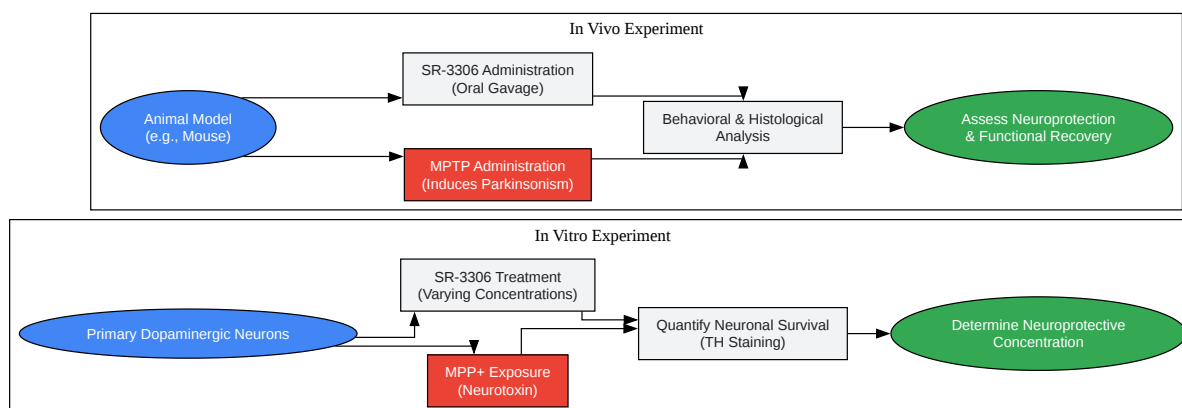 In Vivo Experiment
SR-3306 Administration
(Oral Gavage)
Animal Model
(e.g., Mouse)
Behavioral & Histological
Analysis
Assess Neuroprotection
& Functional Recovery
MPTP Administration
(Induces Parkinsonism)
In Vitro Experiment
SR-3306 Treatment
(Varying Concentrations)
Primary Dopaminergic Neurons
Quantify Neuronal Survival
(TH Staining)
Determine Neuroprotective
Concentration
MPP+ Exposure
(Neurotoxin)